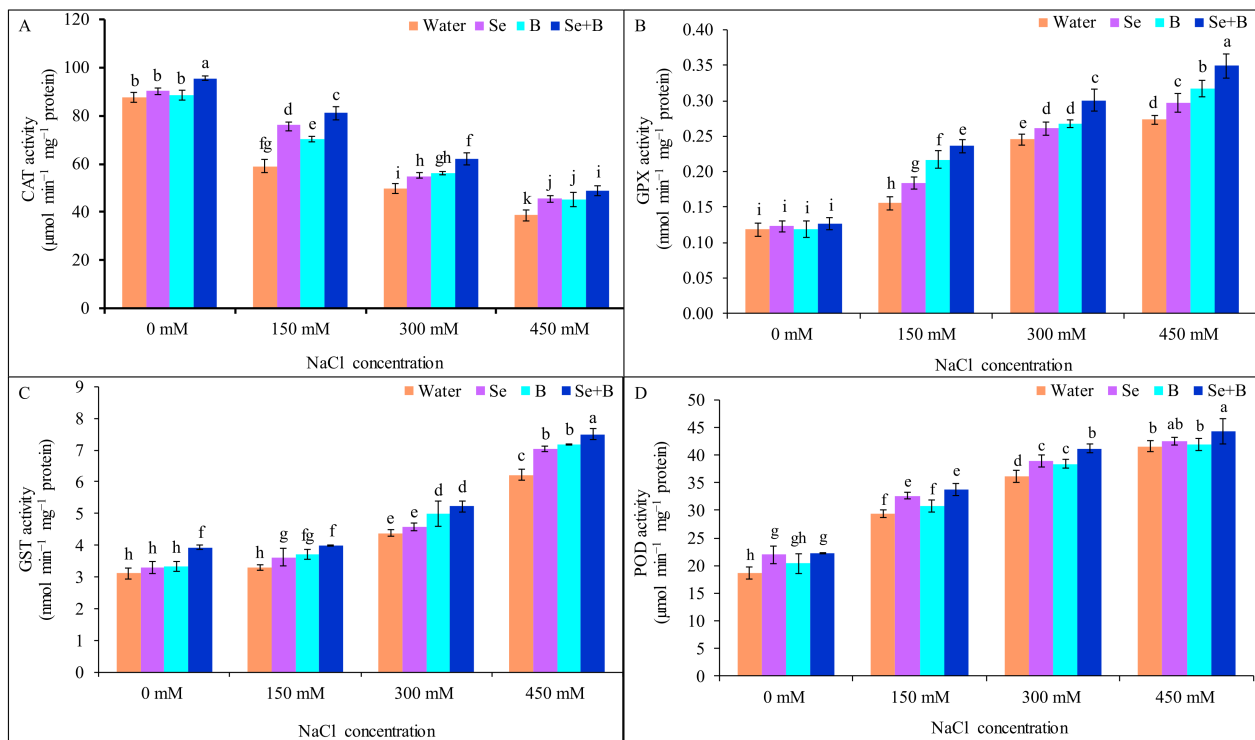 A
Water Se B Se+B
120
100
80
60
40
20
0
CAT activity
(µmol min⁻¹ mg⁻¹ protein)
b b b a
fg d e c
i h gh f
k j j i
0 mM 150 mM 300 mM 450 mM
NaCl concentration
B
Water Se B Se+B
0.40
0.35
0.30
0.25
0.20
0.15
0.10
0.05
0.00
GPX activity
(nmol min⁻¹ mg⁻¹ protein)
i i i i
h g f e
e d d c
d c b a
0 mM 150 mM 300 mM 450 mM
NaCl concentration
C
Water Se B Se+B
9
8
7
6
5
4
3
2
1
0
GST activity
(nmol min⁻¹ mg⁻¹ protein)
h h h f
h g fg f
e e d d
c b b a
0 mM 150 mM 300 mM 450 mM
NaCl concentration
D
Water Se B Se+B
50
45
40
35
30
25
20
15
10
5
0
POD activity
(µmol min⁻¹ mg⁻¹ protein)
h g gh g
f e f e
d c c b
b ab b a
0 mM 150 mM 300 mM 450 mM
NaCl concentration